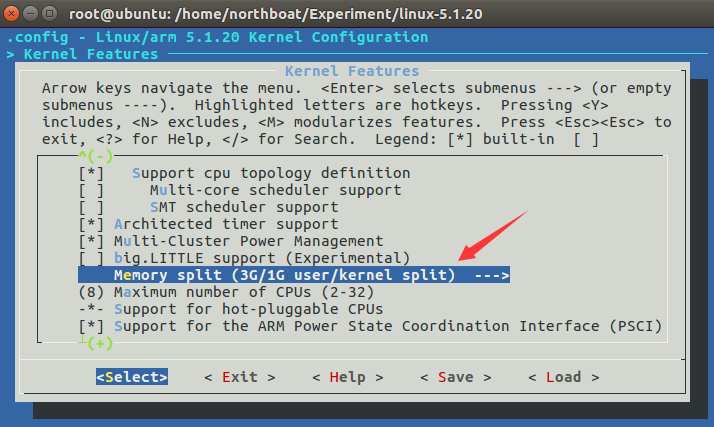 root@ubuntu: /home/northboat/Experiment/linux-5.1.20
.config - Linux/arm 5.1.20 Kernel Configuration
> Kernel Features
Kernel Features
Arrow keys navigate the menu.  <Enter> selects submenus ---> (or empty
submenus ----).  Highlighted letters are hotkeys.  Pressing <Y>
includes, <N> excludes, <M> modularizes features.  Press <Esc><Esc> to
exit, <?> for Help, </> for Search.  Legend: [*] built-in  [ ]
^(-)
[*]   Support cpu topology definition
[ ]     Multi-core scheduler support
[ ]     SMT scheduler support
[*] Architected timer support
[*] Multi-Cluster Power Management
[ ] big.LITTLE support (Experimental)
Memory split (3G/1G user/kernel split)  --->
(8) Maximum number of CPUs (2-32)
-*- Support for hot-pluggable CPUs
[*] Support for the ARM Power State Coordination Interface (PSCI)
┴(+)
<Select>    < Exit >    < Help >    < Save >    < Load >